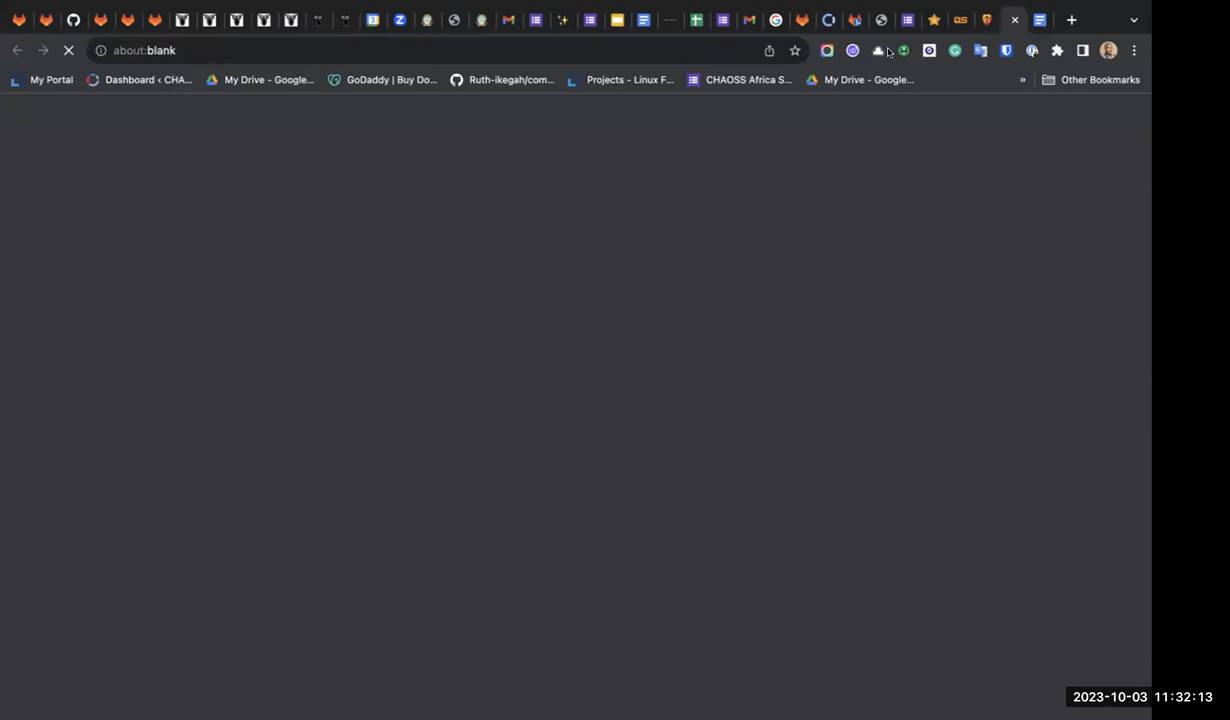 about:blank
My Portal
Dashboard ‹ CHA...
My Drive - Google...
GoDaddy | Buy Do...
Ruth-ikegah/com...
Projects - Linux F...
CHAOSS Africa S...
My Drive - Google...
»
Other Bookmarks
2023-10-03 11:32:13